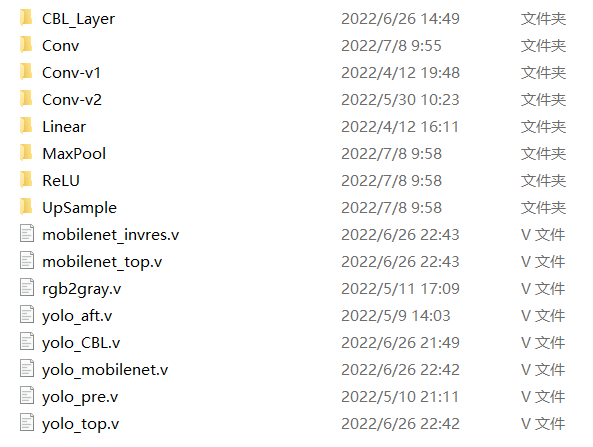 CBL_Layer 2022/6/26 14:49 文件夹
Conv 2022/7/8 9:55 文件夹
Conv-v1 2022/4/12 19:48 文件夹
Conv-v2 2022/5/30 10:23 文件夹
Linear 2022/4/12 16:11 文件夹
MaxPool 2022/7/8 9:58 文件夹
ReLU 2022/7/8 9:58 文件夹
UpSample 2022/7/8 9:58 文件夹
mobilenet_invres.v 2022/6/26 22:43 V 文件
mobilenet_top.v 2022/6/26 22:43 V 文件
rgb2gray.v 2022/5/11 17:09 V 文件
yolo_aft.v 2022/5/9 14:03 V 文件
yolo_CBL.v 2022/6/26 21:49 V 文件
yolo_mobilenet.v 2022/6/26 22:42 V 文件
yolo_pre.v 2022/5/10 21:11 V 文件
yolo_top.v 2022/6/26 22:42 V 文件